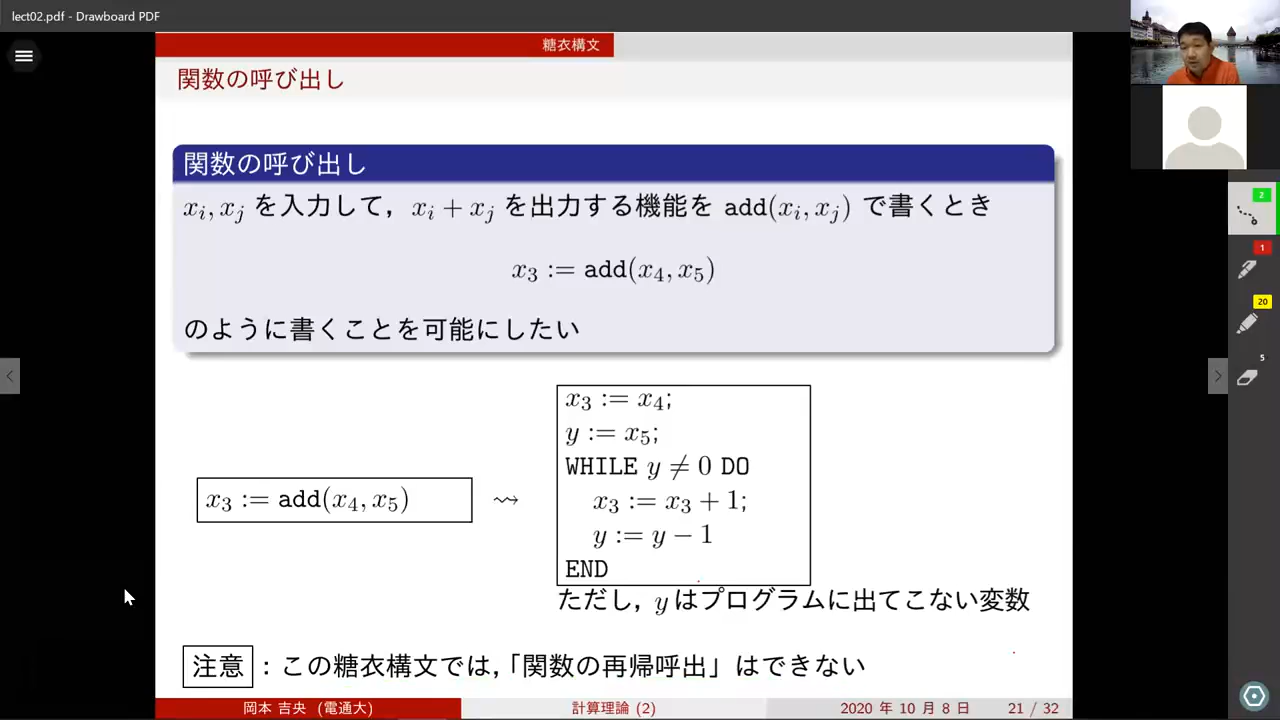 lect02.pdf - Drawboard PDF
糖衣構文
関数の呼び出し
関数の呼び出し
x_i, x_j を入力して，x_i + x_j を出力する機能を add(x_i, x_j) で書くとき
x_3 := add(x_4, x_5)
のように書くことを可能にしたい
x_3 := add(x_4, x_5) ⇝
x_3 := x_4;
y := x_5;
WHILE y ≠ 0 DO
x_3 := x_3 + 1;
y := y − 1
END
ただし，y はプログラムに出てこない変数
注意：この糖衣構文では，「関数の再帰呼出」はできない
岡本 吉央 (電通大) 計算理論 (2) 2020 年 10 月 8 日 21 / 32
2
1
20
5